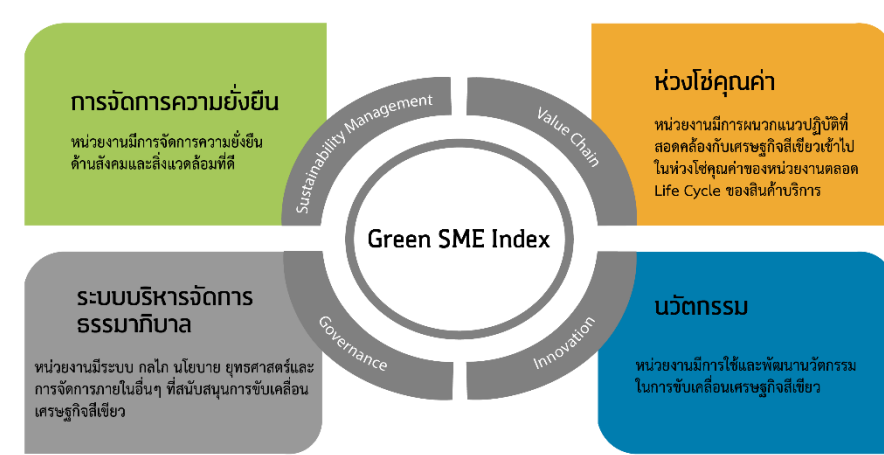 การจัดการความยั่งยืน
หน่วยงานมีการจัดการความยั่งยืน
ด้านสังคมและสิ่งแวดล้อมที่ดี
Sustainability Management
ห่วงโซ่คุณค่า
หน่วยงานมีการผนวกแนวปฏิบัติที่
สอดคล้องกับเศรษฐกิจสีเขียวเข้าไป
ในห่วงโซ่คุณค่าของหน่วยงานตลอด
Life Cycle ของสินค้าบริการ
Value Chain
Green SME Index
ระบบบริหารจัดการ
ธรรมาภิบาล
หน่วยงานมีระบบ กลไก นโยบาย ยุทธศาสตร์และ
การจัดการภายในอื่นๆ ที่สนับสนุนการขับเคลื่อน
เศรษฐกิจสีเขียว
Governance
นวัตกรรม
หน่วยงานมีการใช้และพัฒนานวัตกรรม
ในการขับเคลื่อนเศรษฐกิจสีเขียว
Innovation